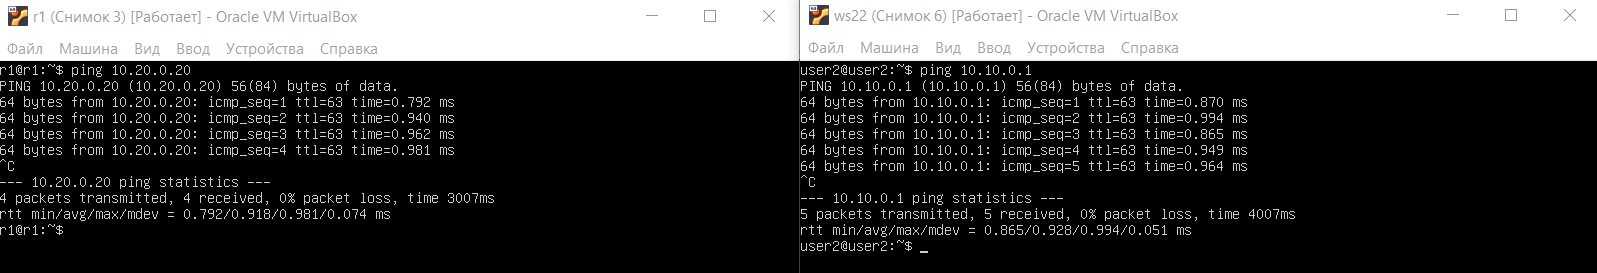 r1 (Снимок 3) [Работает] - Oracle VM VirtualBox
Файл Машина Вид Ввод Устройства Справка
r1@r1:~$ ping 10.20.0.20
PING 10.20.0.20 (10.20.0.20) 56(84) bytes of data.
64 bytes from 10.20.0.20: icmp_seq=1 ttl=63 time=0.792 ms
64 bytes from 10.20.0.20: icmp_seq=2 ttl=63 time=0.940 ms
64 bytes from 10.20.0.20: icmp_seq=3 ttl=63 time=0.962 ms
64 bytes from 10.20.0.20: icmp_seq=4 ttl=63 time=0.981 ms
^C
--- 10.20.0.20 ping statistics ---
4 packets transmitted, 4 received, 0% packet loss, time 3007ms
rtt min/avg/max/mdev = 0.792/0.918/0.981/0.074 ms
r1@r1:~$
ws22 (Снимок 6) [Работает] - Oracle VM VirtualBox
Файл Машина Вид Ввод Устройства Справка
user2@user2:~$ ping 10.10.0.1
PING 10.10.0.1 (10.10.0.1) 56(84) bytes of data.
64 bytes from 10.10.0.1: icmp_seq=1 ttl=63 time=0.870 ms
64 bytes from 10.10.0.1: icmp_seq=2 ttl=63 time=0.994 ms
64 bytes from 10.10.0.1: icmp_seq=3 ttl=63 time=0.865 ms
64 bytes from 10.10.0.1: icmp_seq=4 ttl=63 time=0.949 ms
64 bytes from 10.10.0.1: icmp_seq=5 ttl=63 time=0.964 ms
^C
--- 10.10.0.1 ping statistics ---
5 packets transmitted, 5 received, 0% packet loss, time 4007ms
rtt min/avg/max/mdev = 0.865/0.928/0.994/0.051 ms
user2@user2:~$ _